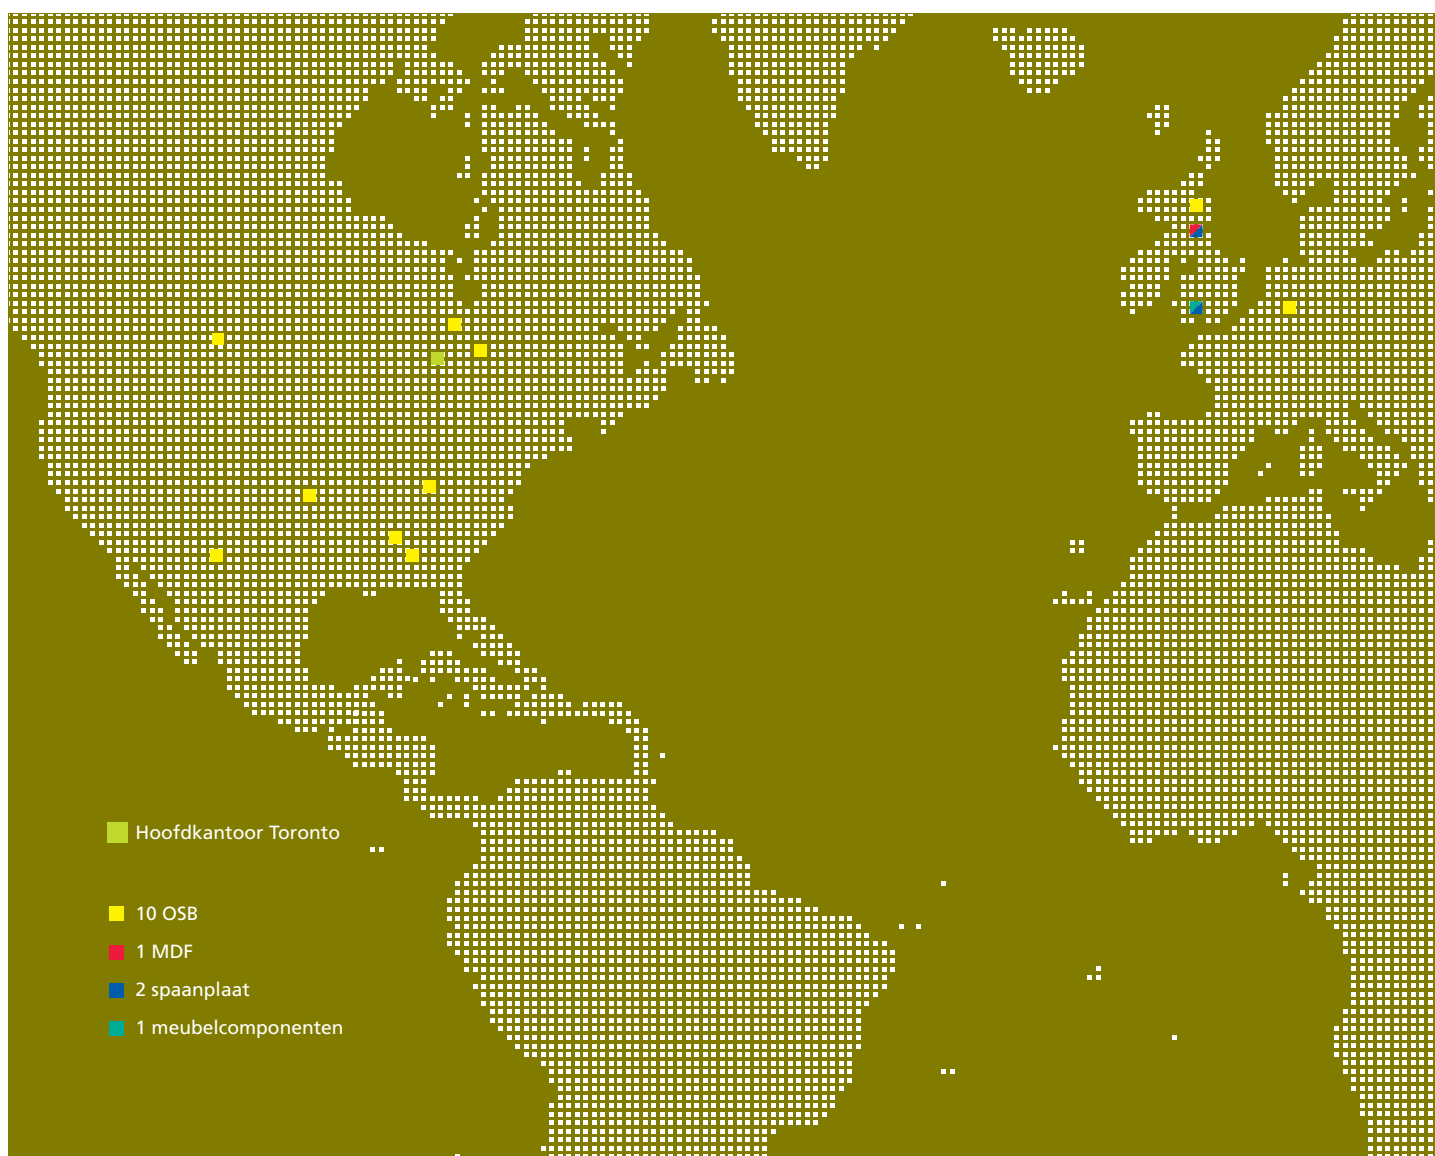 Hoofdkantoor Toronto
10 OSB
1 MDF
2 spaanplaat
1 meubelcomponenten